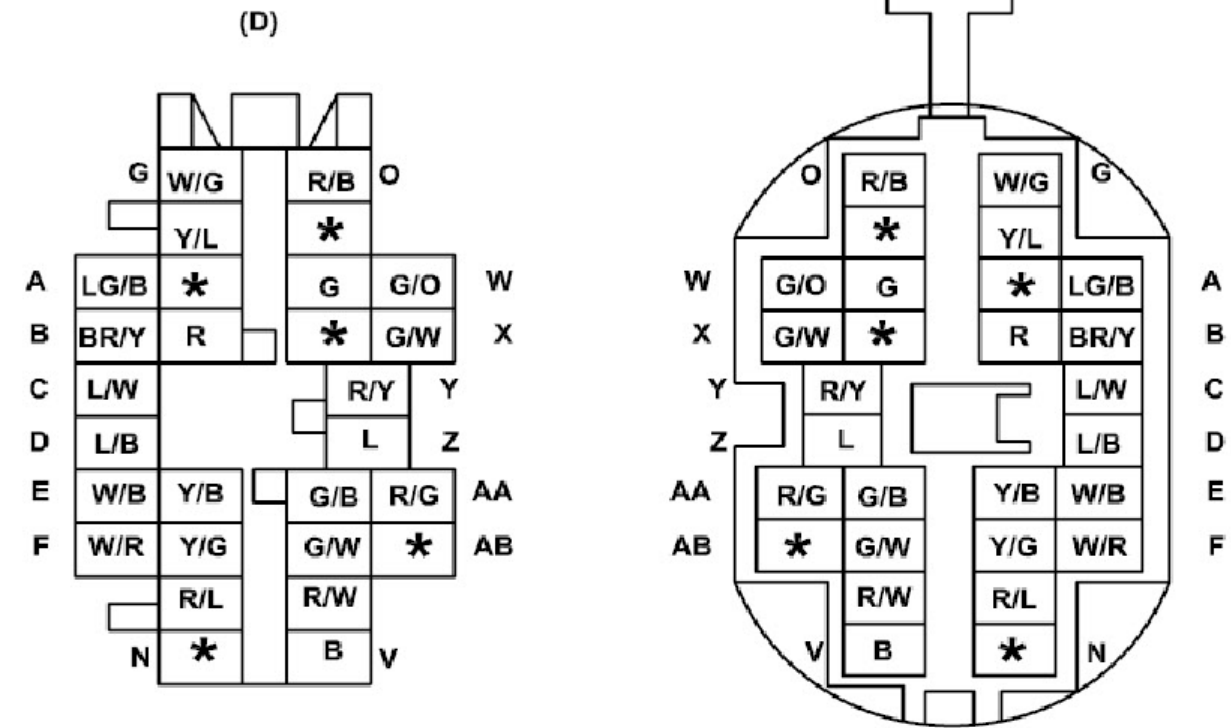 (D)
G W/G R/B O
Y/L *
A LG/B * G G/O W
B BR/Y R * G/W X
C L/W R/Y Y
D L/B L Z
E W/B Y/B G/B R/G AA
F W/R Y/G G/W * AB
R/L R/W
N * B V
O R/B W/G G
* Y/L
W G/O G * LG/B A
X G/W * R BR/Y B
Y R/Y L/W C
Z L L/B D
AA R/G G/B Y/B W/B E
AB * G/W Y/G W/R F
R/W R/L
V B * N